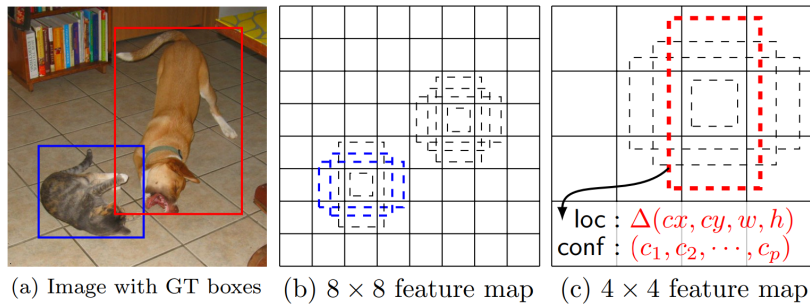 loc : Δ(cx, cy, w, h)
conf : (c₁, c₂, ⋯, cₚ)
(a) Image with GT boxes
(b) 8 × 8 feature map
(c) 4 × 4 feature map